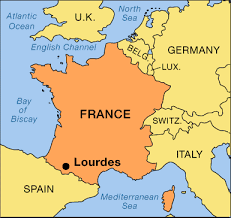 Atlantic
Ocean
U.K.
North
Sea
English Channel
BELG.
GERMANY
LUX.
Bay
of
Biscay
FRANCE
SWITZ.
Lourdes
ITALY
SPAIN
Mediterranean
Sea